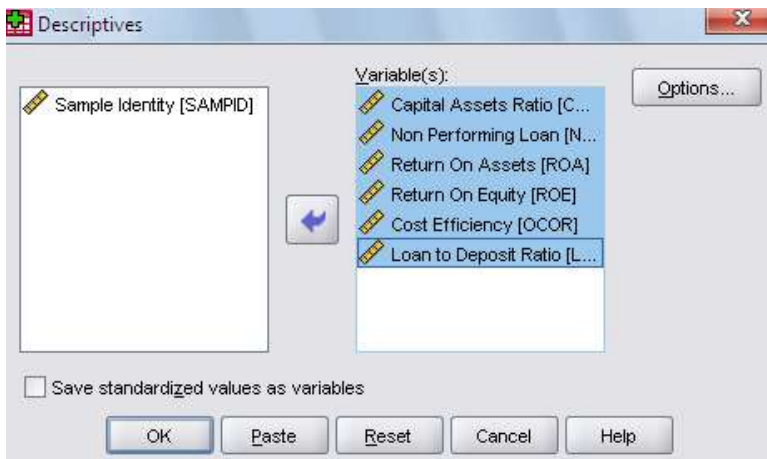 Descriptives
Sample Identity [SAMPID]
Variable(s):
Capital Assets Ratio [C...
Non Performing Loan [N...
Return On Assets [ROA]
Return On Equity [ROE]
Cost Efficiency [OCOR]
Loan to Deposit Ratio [L...
Options...
Save standardized values as variables
OK Paste Reset Cancel Help